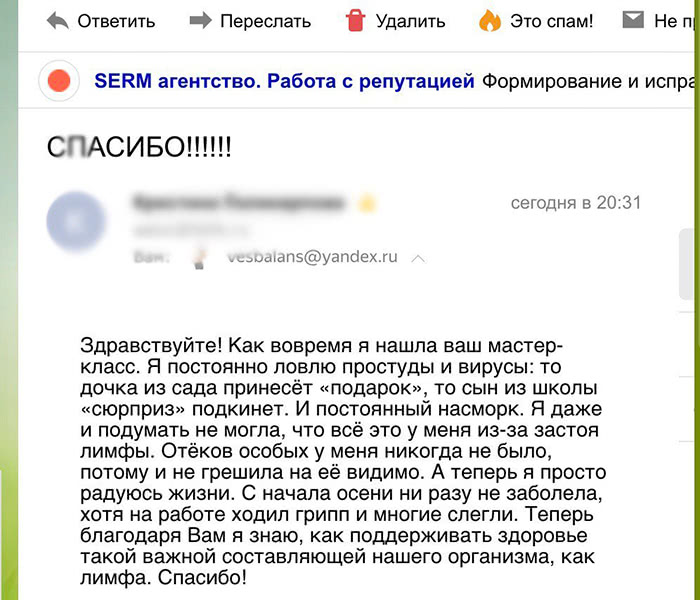 Ответить Переслать Удалить Это спам! Не
SERM агентство. Работа с репутацией Формирование и испра
СПАСИБО!!!!!!
сегодня в 20:31
Вам: vesbalans@yandex.ru
Здравствуйте! Как вовремя я нашла ваш мастер-
класс. Я постоянно ловлю простуды и вирусы: то
дочка из сада принесёт «подарок», то сын из школы
«сюрприз» подкинет. И постоянный насморк. Я даже
и подумать не могла, что всё это у меня из-за застоя
лимфы. Отёков особых у меня никогда не было,
потому и не грешила на её видимо. А теперь я просто
радуюсь жизни. С начала осени ни разу не заболела,
хотя на работе ходил грипп и многие слегли. Теперь
благодаря Вам я знаю, как поддерживать здоровье
такой важной составляющей нашего организма, как
лимфа. Спасибо!